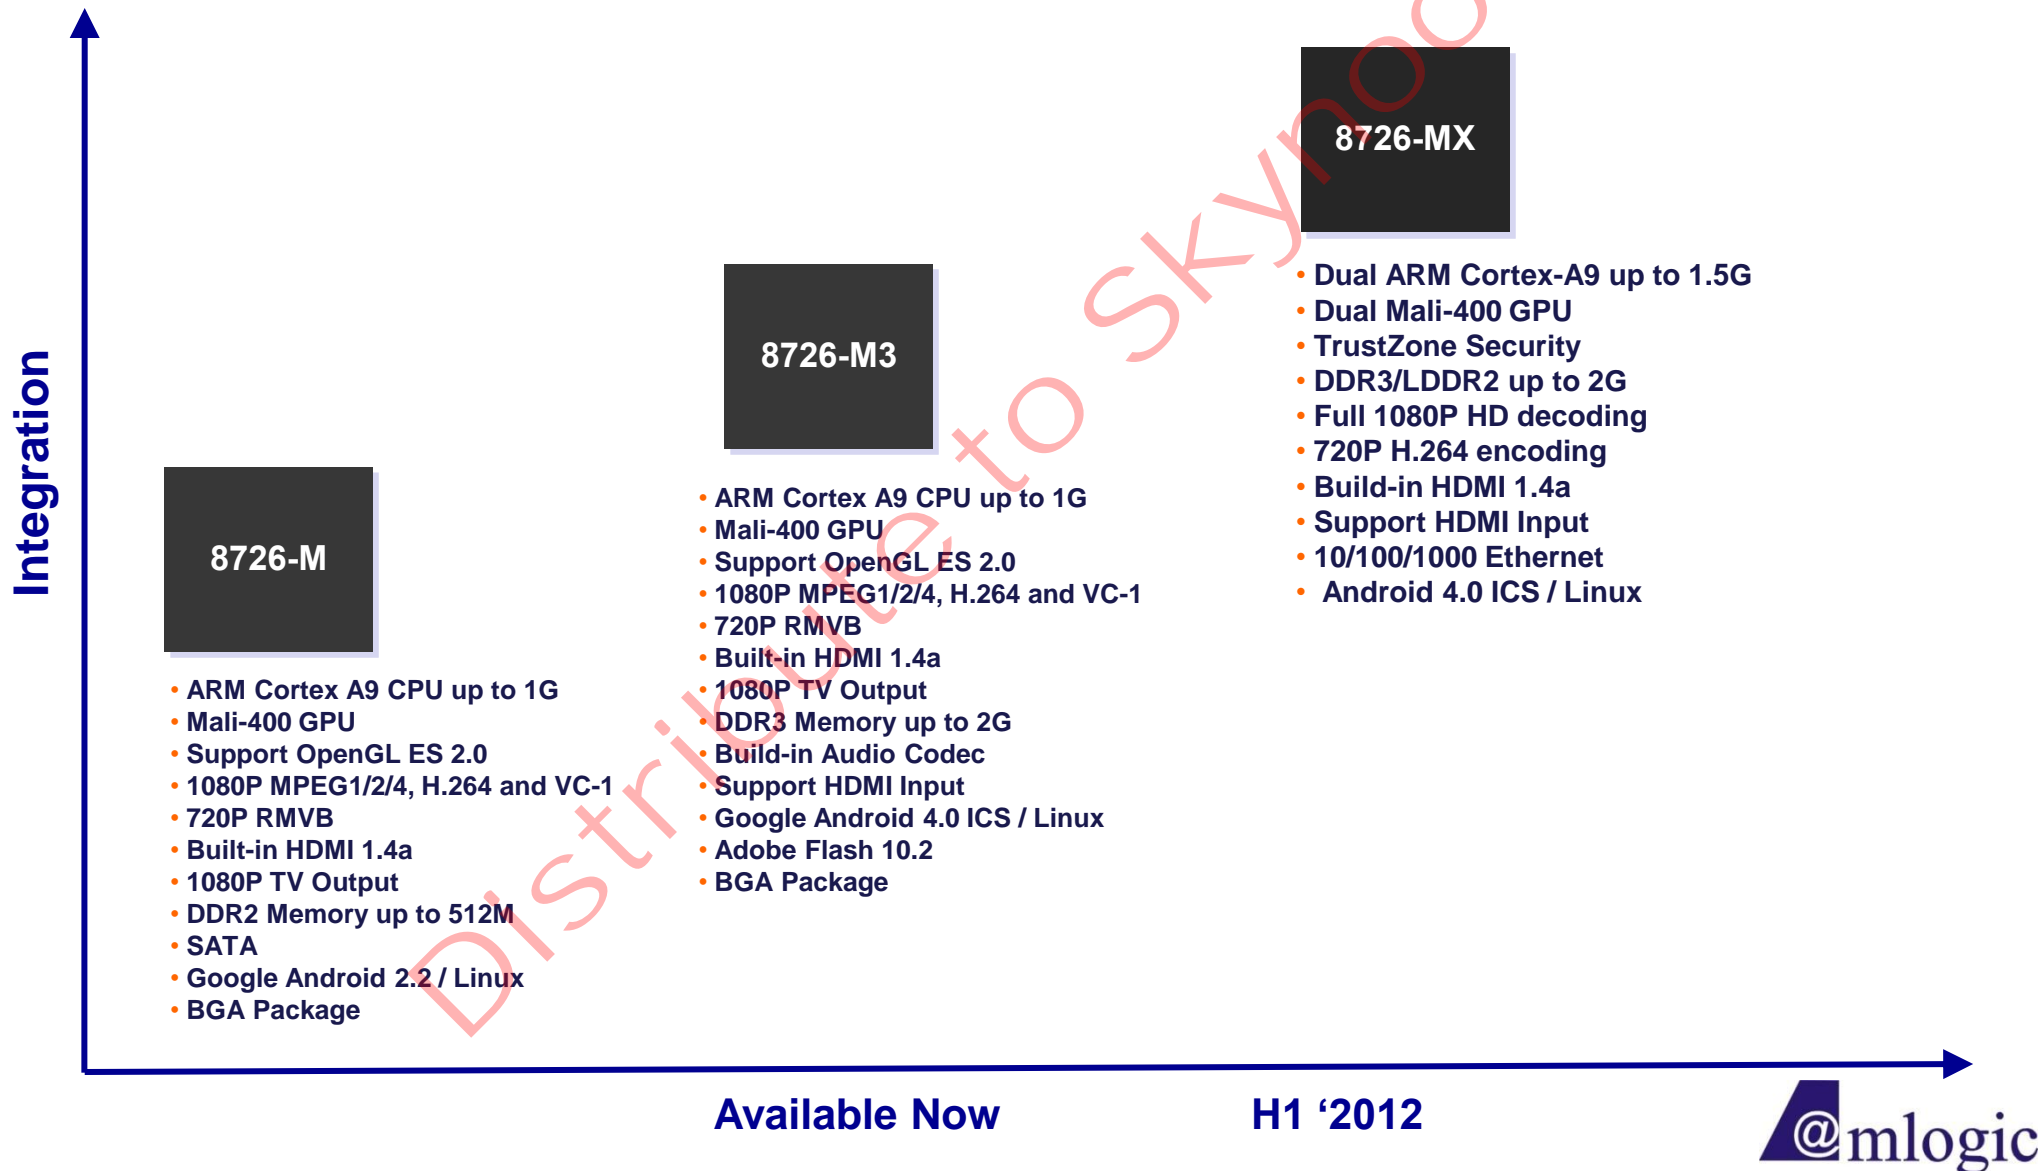 Integration
8726-M
• ARM Cortex A9 CPU up to 1G
• Mali-400 GPU
• Support OpenGL ES 2.0
• 1080P MPEG1/2/4, H.264 and VC-1
• 720P RMVB
• Built-in HDMI 1.4a
• 1080P TV Output
• DDR2 Memory up to 512M
• SATA
• Google Android 2.2 / Linux
• BGA Package
8726-M3
• ARM Cortex A9 CPU up to 1G
• Mali-400 GPU
• Support OpenGL ES 2.0
• 1080P MPEG1/2/4, H.264 and VC-1
• 720P RMVB
• Built-in HDMI 1.4a
• 1080P TV Output
• DDR3 Memory up to 2G
• Build-in Audio Codec
• Support HDMI Input
• Google Android 4.0 ICS / Linux
• Adobe Flash 10.2
• BGA Package
8726-MX
• Dual ARM Cortex-A9 up to 1.5G
• Dual Mali-400 GPU
• TrustZone Security
• DDR3/LDDR2 up to 2G
• Full 1080P HD decoding
• 720P H.264 encoding
• Build-in HDMI 1.4a
• Support HDMI Input
• 10/100/1000 Ethernet
• Android 4.0 ICS / Linux
Available Now
H1 ‘2012
@mlogic
Distribute to